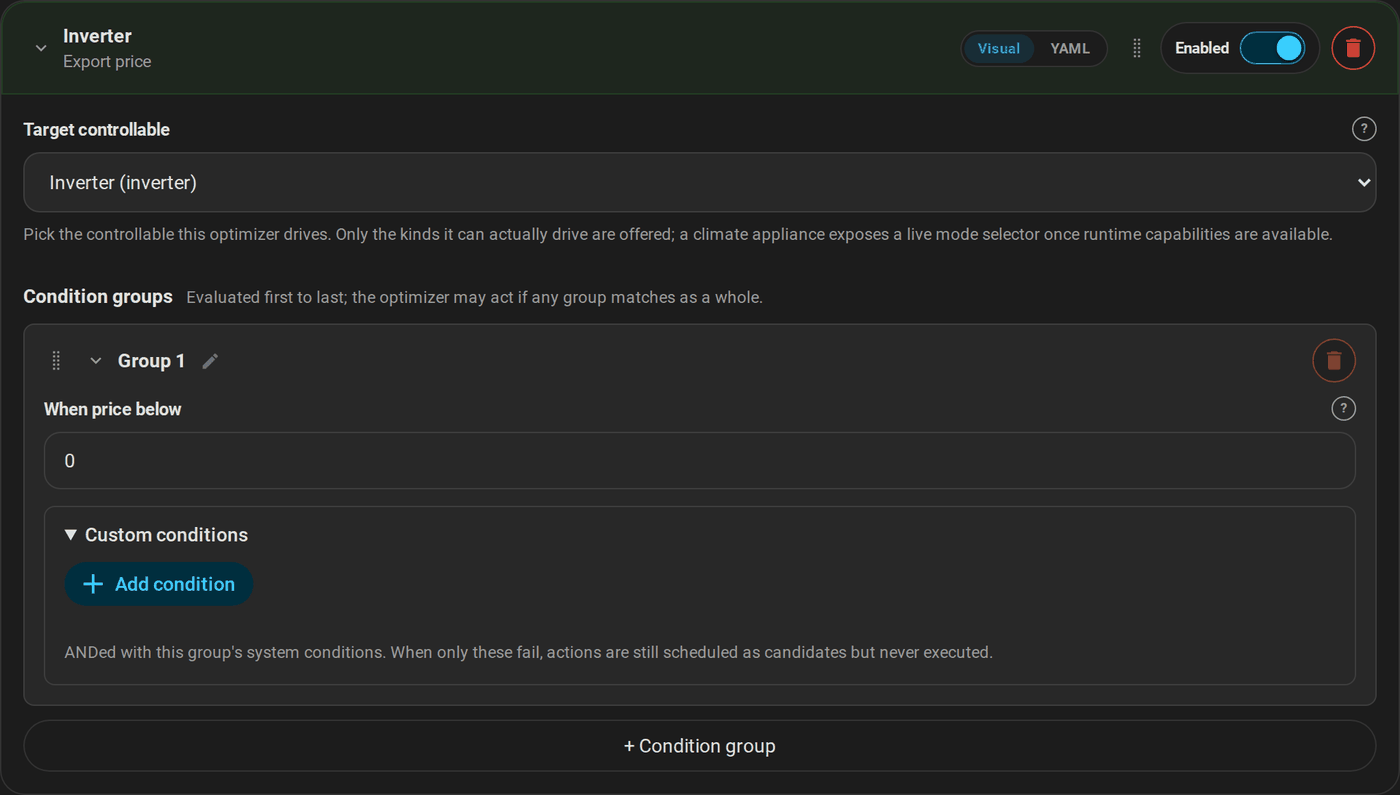 Inverter
Export price
Visual
YAML
Enabled
Target controllable
?
Inverter (inverter)
Pick the controllable this optimizer drives. Only the kinds it can actually drive are offered; a climate appliance exposes a live mode selector once runtime capabilities are available.
Condition groups Evaluated first to last; the optimizer may act if any group matches as a whole.
Group 1
When price below
?
0
Custom conditions
Add condition
ANDed with this group's system conditions. When only these fail, actions are still scheduled as candidates but never executed.
+ Condition group